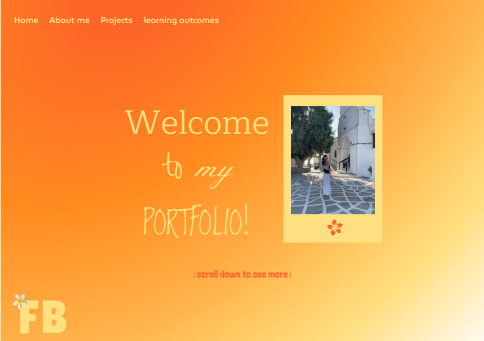 Home About me Projects learning outcomes
Welcome
to my
PORTFOLIO!
↓ scroll down to see more ↓
FB